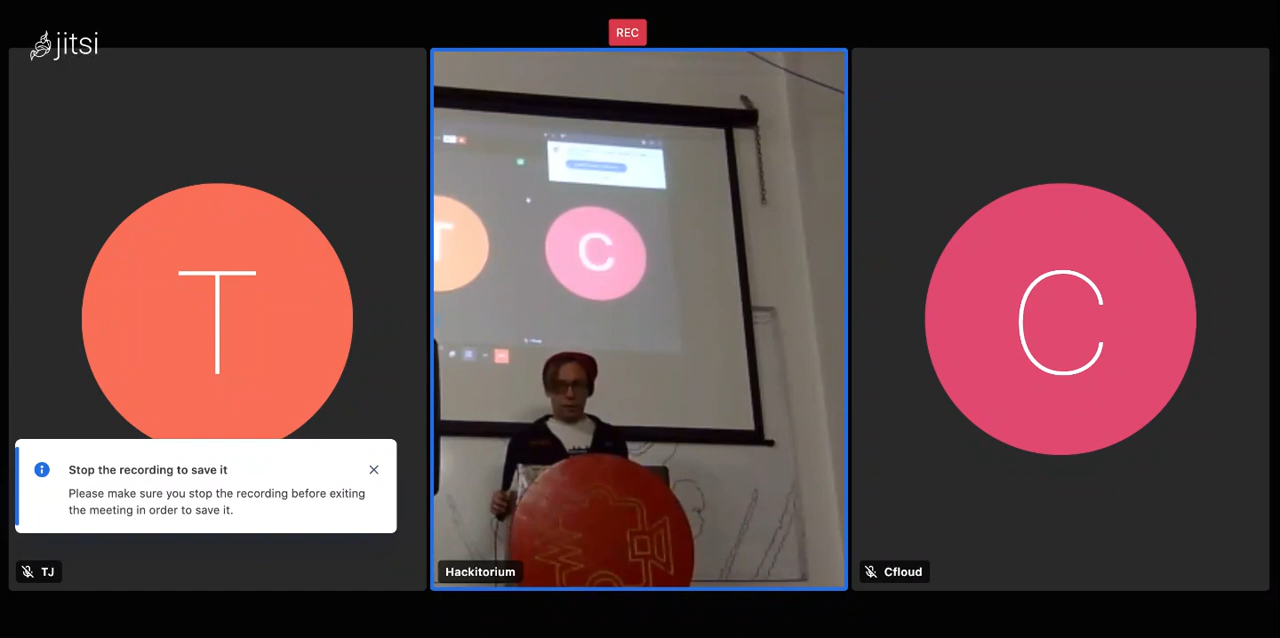 jitsi
REC
T
C
C
Stop the recording to save it
Please make sure you stop the recording before exiting
the meeting in order to save it.
TJ
Hackitorium
Cfloud